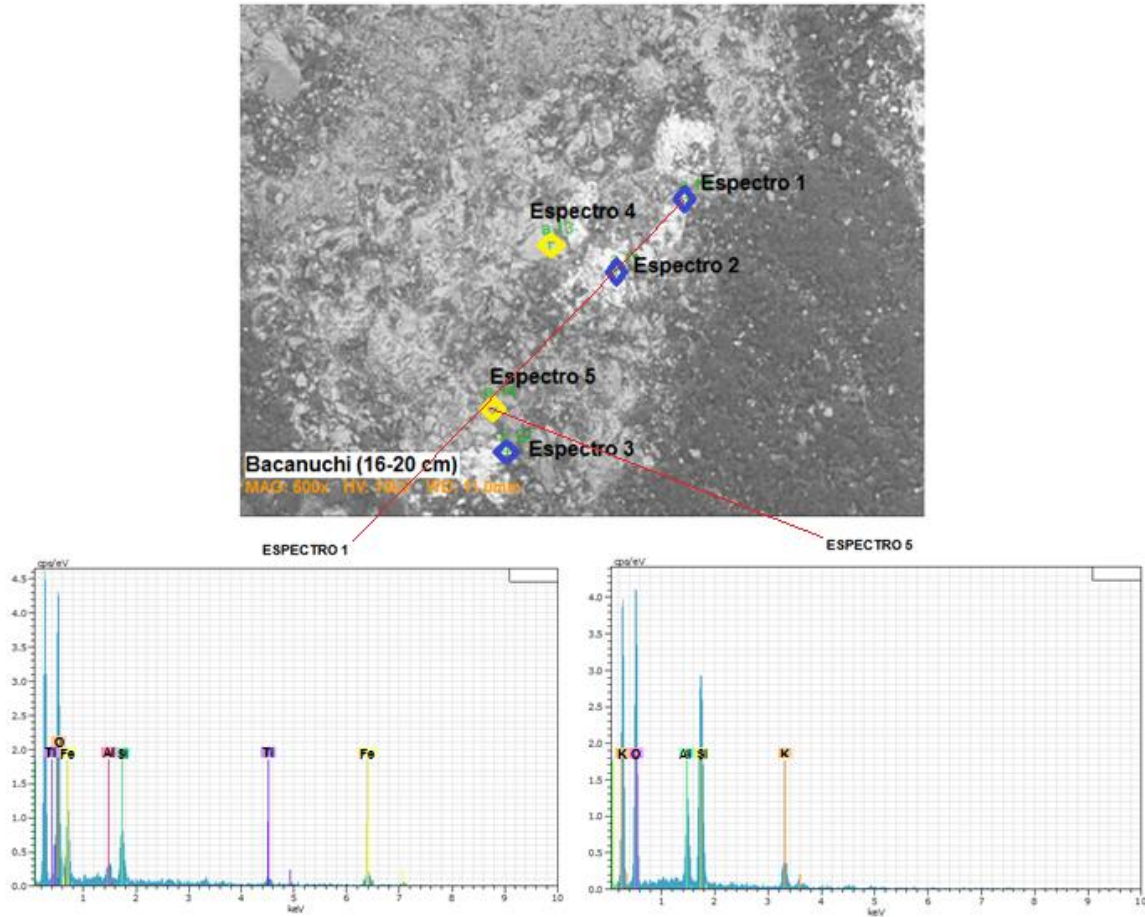 Espectro 1
Espectro 4
Espectro 2
Espectro 5
Espectro 3
Bacanuchi (16-20 cm)
MAG: 600x HV:
ESPECTRO 1
ESPECTRO 5
cps/eV
4.5
4.0
3.5
3.0
2.5
2.0
1.5
1.0
0.5
0.0
Ti O Fe Al Si Ti Fe
1 2 3 4 5 6 7 8 9 10
keV
cps/eV
4.0
3.5
3.0
2.5
2.0
1.5
1.0
0.5
0.0
K O Al Si K
1 2 3 4 5 6 7 8 9
keV